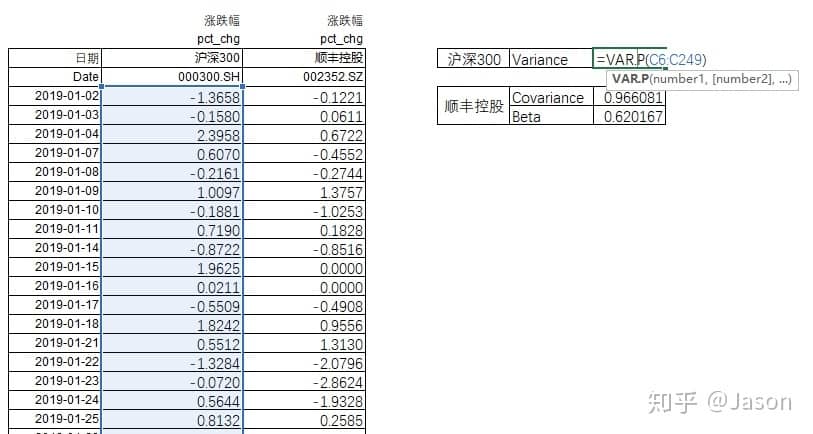 涨跌幅 涨跌幅
pct_chg pct_chg
日期 沪深300 顺丰控股
Date 000300.SH 002352.SZ
2019-01-02 -1.3658 -0.1221
2019-01-03 -0.1580 0.0611
2019-01-04 2.3958 0.6722
2019-01-07 0.6070 -0.4552
2019-01-08 -0.2161 -0.2744
2019-01-09 1.0097 1.3757
2019-01-10 -0.1881 -1.0253
2019-01-11 0.7190 0.1828
2019-01-14 -0.8722 -0.8516
2019-01-15 1.9625 0.0000
2019-01-16 0.0211 0.0000
2019-01-17 -0.5509 -0.4908
2019-01-18 1.8242 0.9556
2019-01-21 0.5512 1.3130
2019-01-22 -1.3284 -2.0796
2019-01-23 -0.0720 -2.8624
2019-01-24 0.5644 -1.9328
2019-01-25 0.8132 0.2585
沪深300 Variance =VAR.P(C6:C249)
VAR.P(number1, [number2], ...)
顺丰控股 Covariance 0.966081
Beta 0.620167
知乎 @Jason